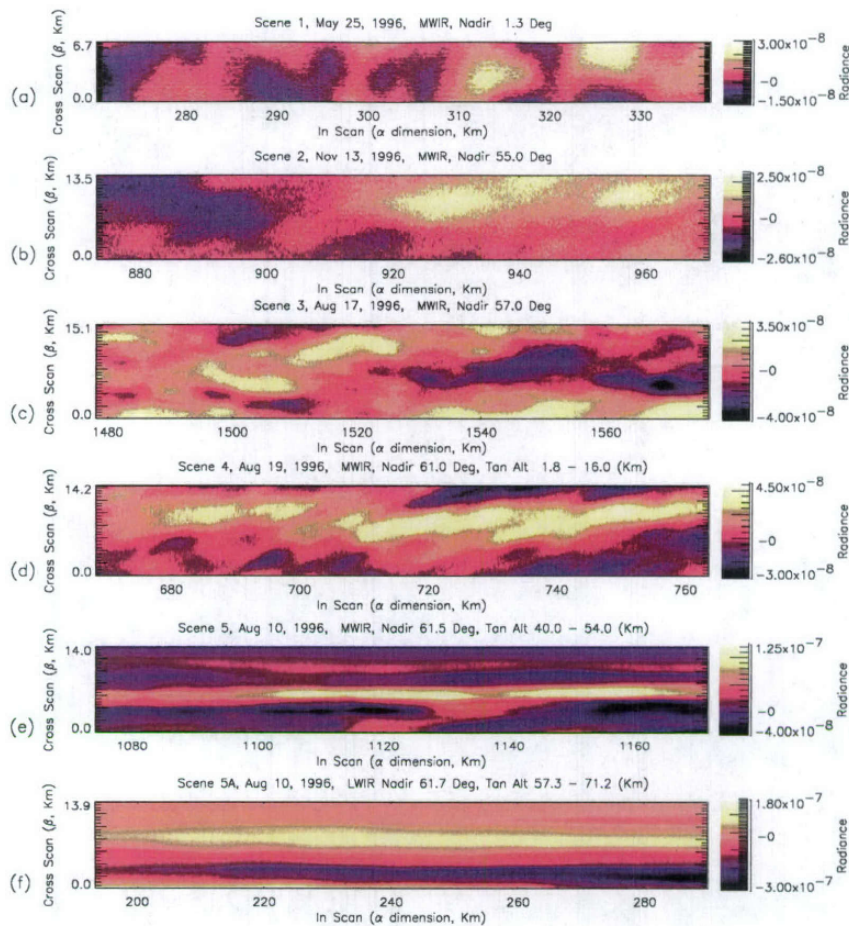 Scene 1, May 25, 1996, MWIR, Nadir 1.3 Deg
Cross Scan (β, Km)
6.7
0.0
(a)
280 290 300 310 320 330
In Scan (α dimension, Km)
3.00x10⁻⁸
−0
−1.50x10⁻⁸
Radiance
Scene 2, Nov 13, 1996, MWIR, Nadir 55.0 Deg
Cross Scan (β, Km)
13.5
0.0
(b)
880 900 920 940 960
In Scan (α dimension, Km)
2.50x10⁻⁸
−0
−2.60x10⁻⁸
Radiance
Scene 3, Aug 17, 1996, MWIR, Nadir 57.0 Deg
Cross Scan (β, Km)
15.1
0.0
(c)
1480 1500 1520 1540 1560
In Scan (α dimension, Km)
3.50x10⁻⁸
−0
−4.00x10⁻⁸
Radiance
Scene 4, Aug 19, 1996, MWIR, Nadir 61.0 Deg, Tan Alt 1.8 − 16.0 (Km)
Cross Scan (β, Km)
14.2
0.0
(d)
680 700 720 740 760
In Scan (α dimension, Km)
4.50x10⁻⁸
−0
−3.00x10⁻⁸
Radiance
Scene 5, Aug 10, 1996, MWIR, Nadir 61.5 Deg, Tan Alt 40.0 − 54.0 (Km)
Cross Scan (β, Km)
14.0
0.0
(e)
1080 1100 1120 1140 1160
In Scan (α dimension, Km)
1.25x10⁻⁷
−0
−4.00x10⁻⁸
Radiance
Scene 5A, Aug 10, 1996, LWIR Nadir 61.7 Deg, Tan Alt 57.3 − 71.2 (Km)
Cross Scan (β, Km)
13.9
0.0
(f)
200 220 240 260 280
In Scan (α dimension, Km)
1.80x10⁻⁷
−0
−3.00x10⁻⁷
Radiance